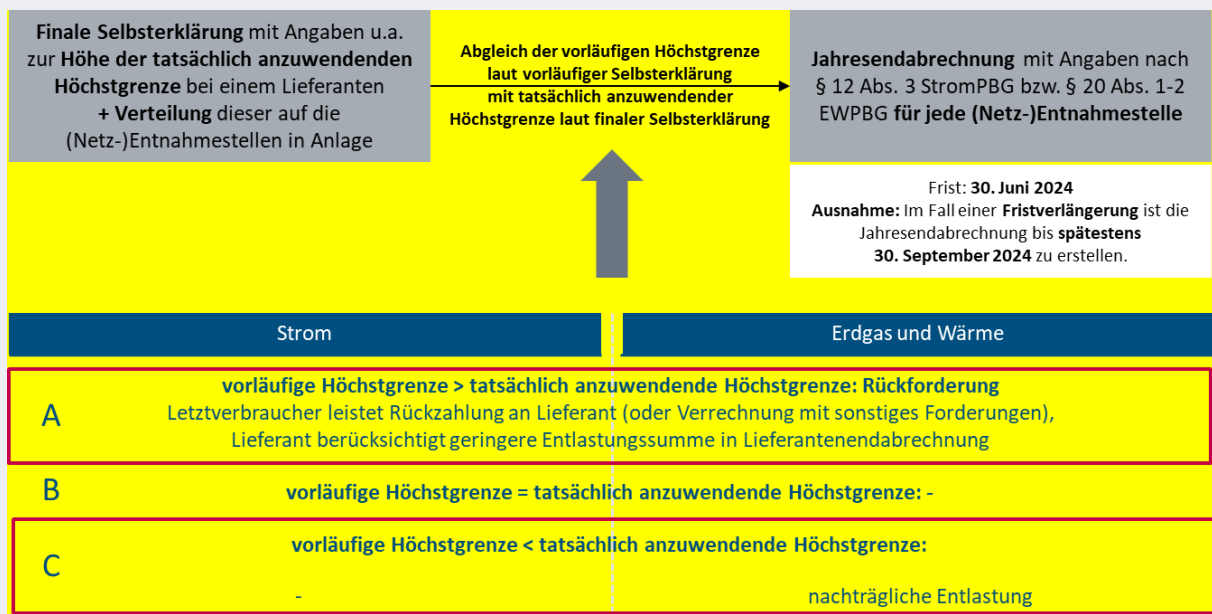 Finale Selbsterklärung mit Angaben u.a.
zur Höhe der tatsächlich anzuwendenden
Höchstgrenze bei einem Lieferanten
+ Verteilung dieser auf die
(Netz-)Entnahmestellen in Anlage
Abgleich der vorläufigen Höchstgrenze
laut vorläufiger Selbsterklärung
mit tatsächlich anzuwendender
Höchstgrenze laut finaler Selbsterklärung
Jahresendabrechnung mit Angaben nach
§ 12 Abs. 3 StromPBG bzw. § 20 Abs. 1-2
EWPBG für jede (Netz-)Entnahmestelle
Frist: 30. Juni 2024
Ausnahme: Im Fall einer Fristverlängerung ist die
Jahresendabrechnung bis spätestens
30. September 2024 zu erstellen.
Strom
Erdgas und Wärme
A
vorläufige Höchstgrenze > tatsächlich anzuwendende Höchstgrenze: Rückforderung
Letztverbraucher leistet Rückzahlung an Lieferant (oder Verrechnung mit sonstiges Forderungen),
Lieferant berücksichtigt geringere Entlastungssumme in Lieferantenendabrechnung
B
vorläufige Höchstgrenze = tatsächlich anzuwendende Höchstgrenze: -
C
vorläufige Höchstgrenze < tatsächlich anzuwendende Höchstgrenze:
-
nachträgliche Entlastung